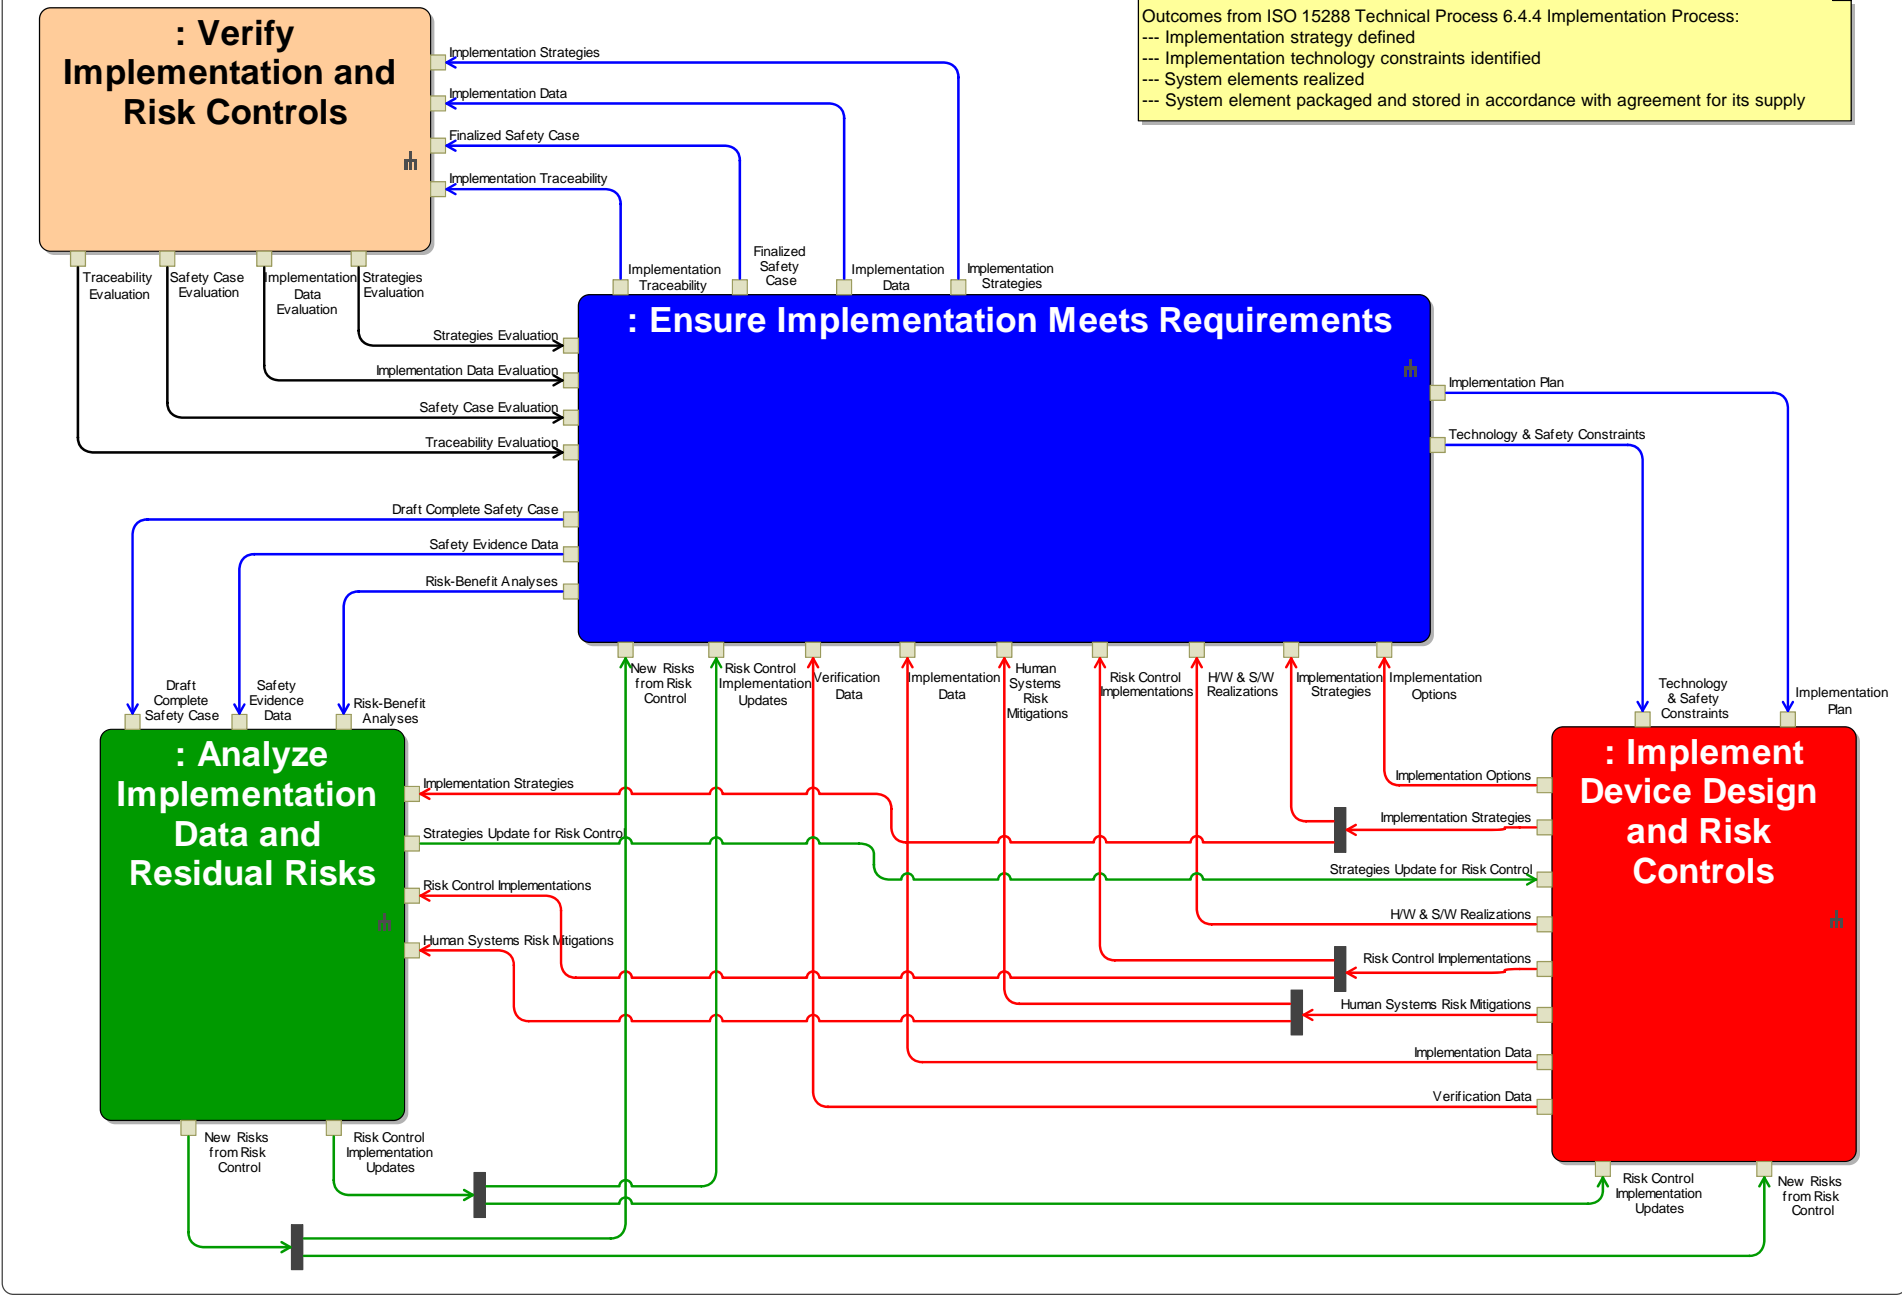 : Verify
Implementation and
Risk Controls
Outcomes from ISO 15288 Technical Process 6.4.4 Implementation Process:
--- Implementation strategy defined
--- Implementation technology constraints identified
--- System elements realized
--- System element packaged and stored in accordance with agreement for its supply
Implementation Strategies
Implementation Data
Finalized Safety Case
Implementation Traceability
Traceability
Evaluation
Safety Case
Evaluation
Implementation
Data
Evaluation
Strategies
Evaluation
Implementation
Traceability
Finalized
Safety
Case
Implementation
Data
Implementation
Strategies
: Ensure Implementation Meets Requirements
Strategies Evaluation
Implementation Data Evaluation
Safety Case Evaluation
Traceability Evaluation
Implementation Plan
Technology & Safety Constraints
Draft Complete Safety Case
Safety Evidence Data
Risk-Benefit Analyses
New Risks
from Risk
Control
Risk Control
Implementation
Updates
Verification
Data
Implementation
Data
Human
Systems
Risk
Mitigations
Risk Control
Implementations
H/W & S/W
Realizations
Implementation
Strategies
Implementation
Options
Draft
Complete
Safety Case
Safety
Evidence
Data
Risk-Benefit
Analyses
Technology
& Safety
Constraints
Implementation
Plan
: Analyze
Implementation
Data and
Residual Risks
: Implement
Device Design
and Risk
Controls
Implementation Strategies
Strategies Update for Risk Control
Risk Control Implementations
Human Systems Risk Mitigations
Implementation Options
Implementation Strategies
Strategies Update for Risk Control
H/W & S/W Realizations
Risk Control Implementations
Human Systems Risk Mitigations
Implementation Data
Verification Data
New Risks
from Risk
Control
Risk Control
Implementation
Updates
Risk Control
Implementation
Updates
New Risks
from Risk
Control